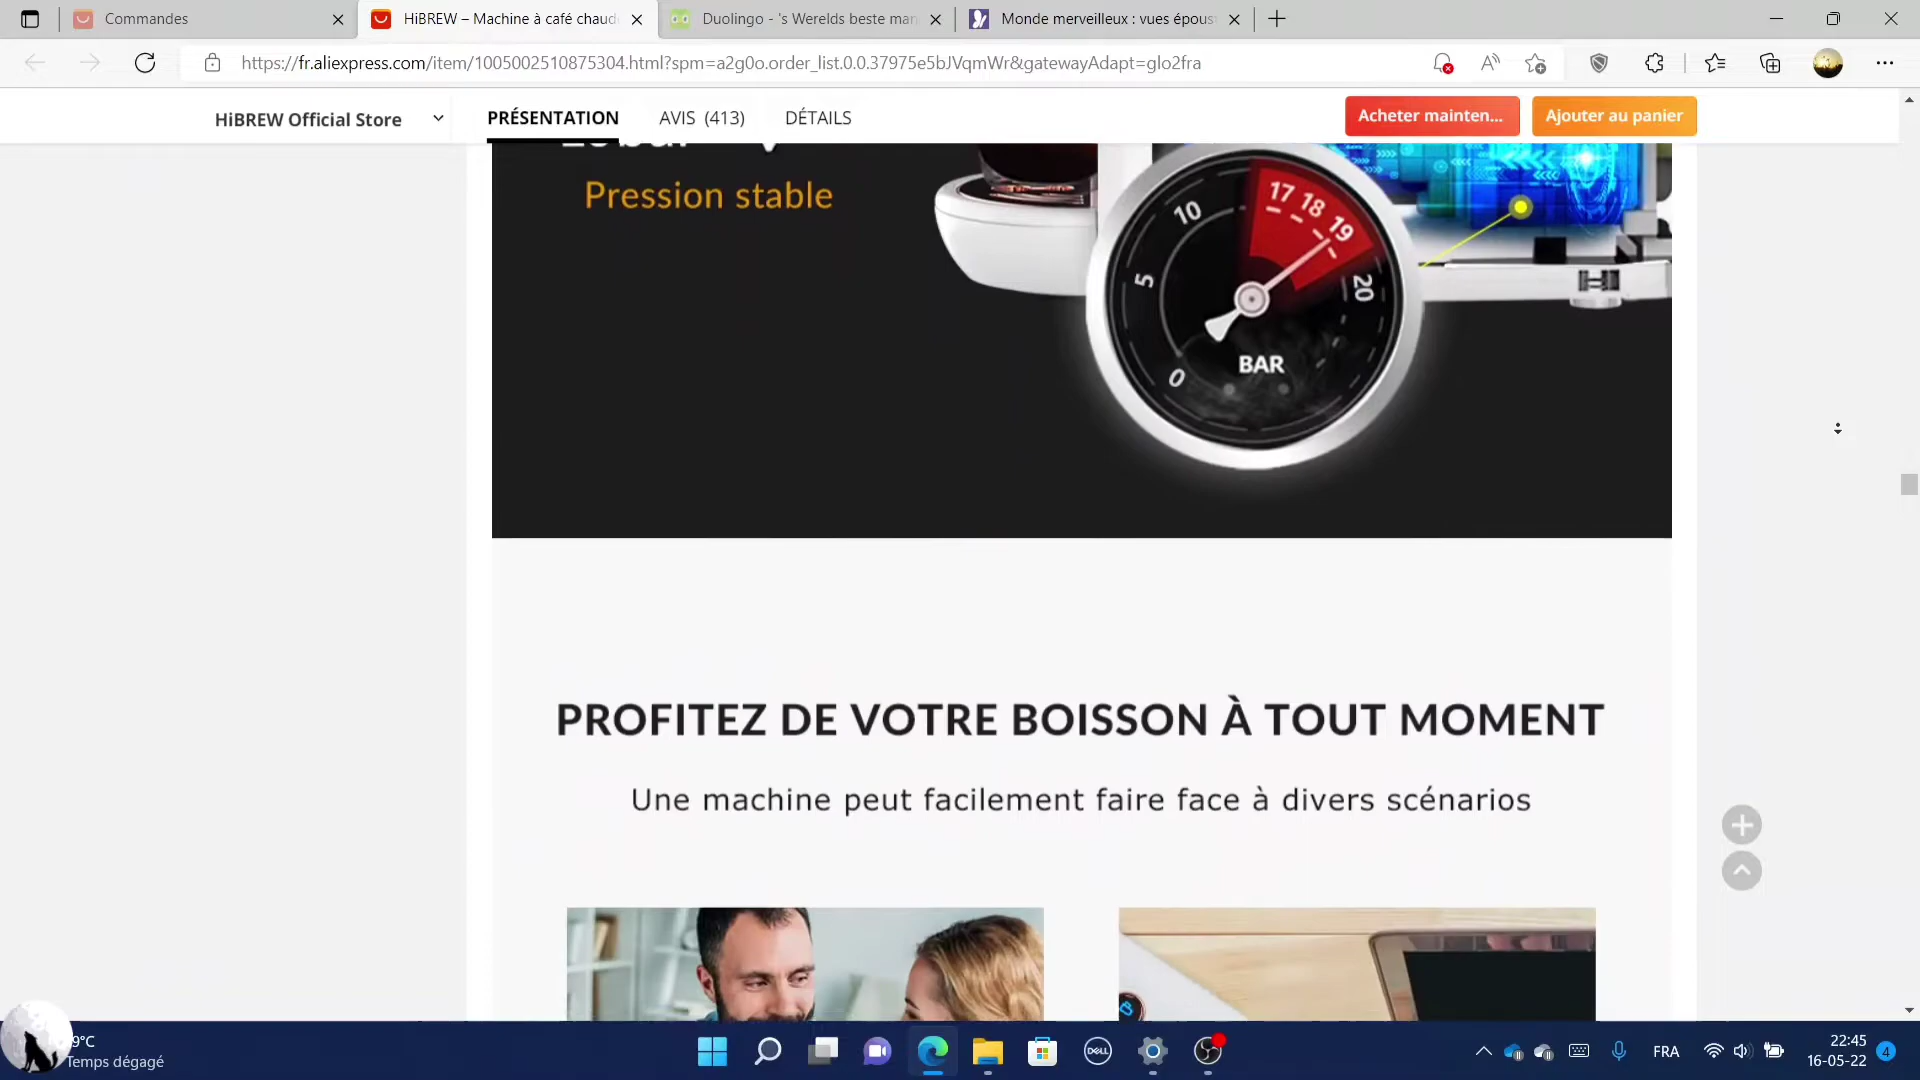 Commandes
HiBREW – Machine à café chaud
Duolingo - 's Werelds beste man
Monde merveilleux : vues épous
https://fr.aliexpress.com/item/1005002510875304.html?spm=a2g0o.order_list.0.0.37975e5bJVqmWr&gatewayAdapt=glo2fra
HiBREW Official Store
PRÉSENTATION
AVIS (413)
DÉTAILS
Acheter mainten...
Ajouter au panier
Pression stable
0
5
10
17
18
19
20
BAR
PROFITEZ DE VOTRE BOISSON À TOUT MOMENT
Une machine peut facilement faire face à divers scénarios
9°C
Temps dégagé
DELL
FRA
22:45
16-05-22
4